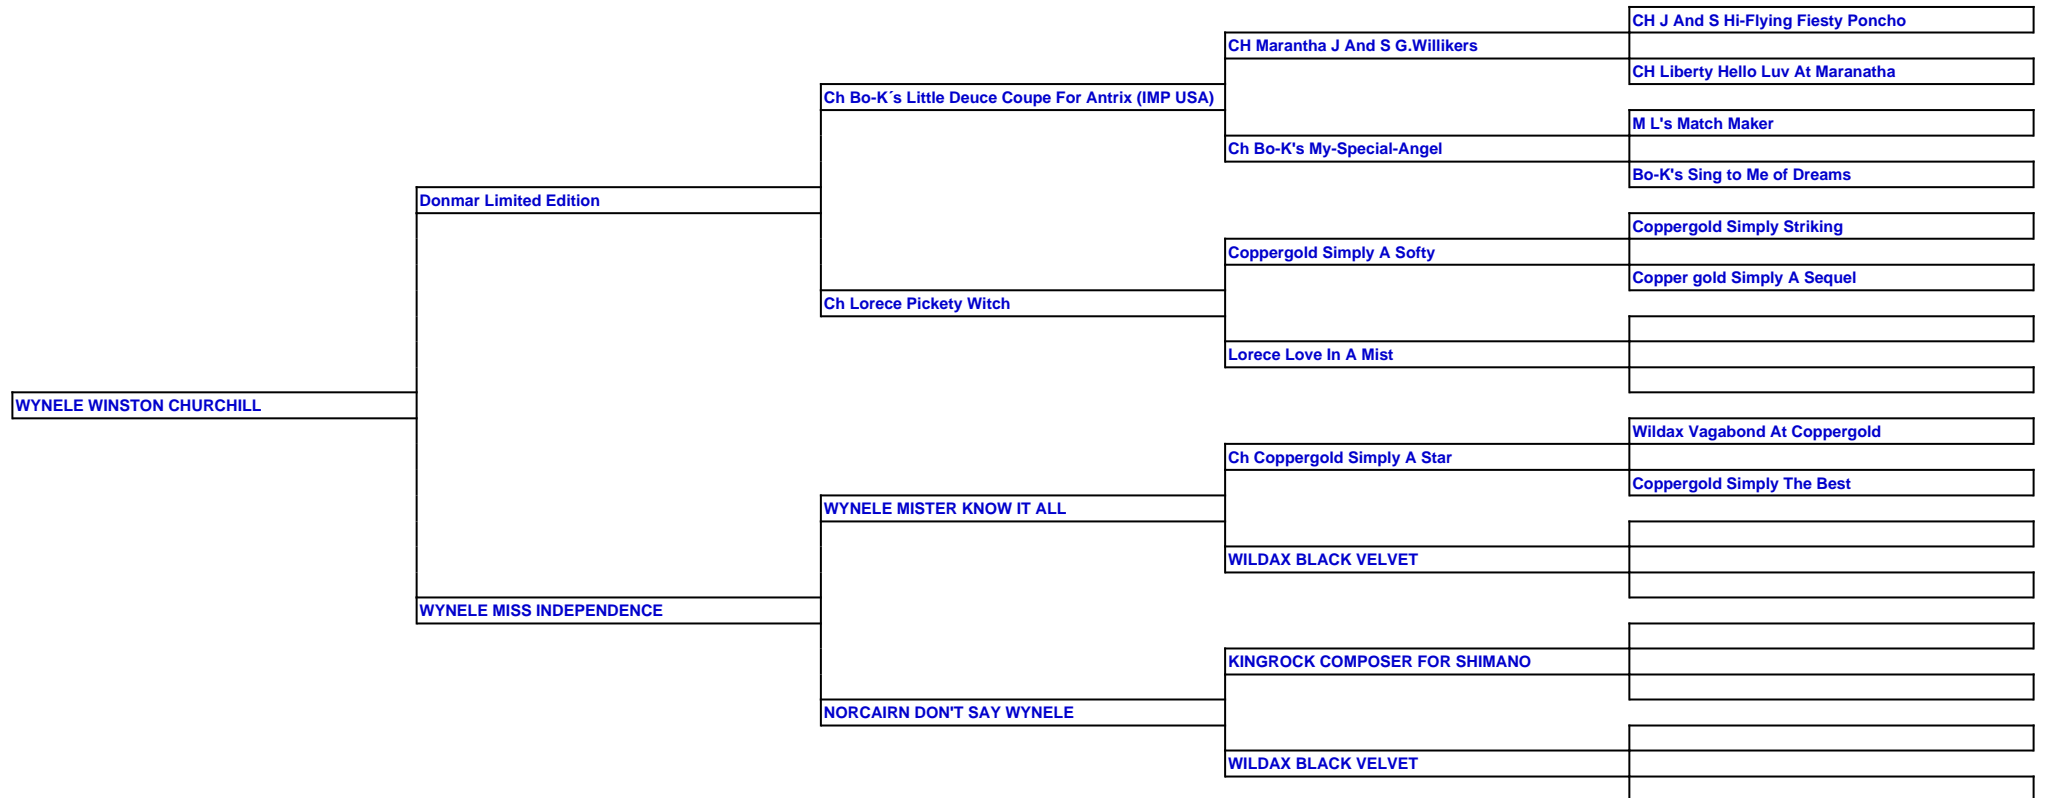 CH J And S Hi-Flying Fiesty Poncho
CH Marantha J And S G.Willikers
CH Liberty Hello Luv At Maranatha
Ch Bo-K´s Little Deuce Coupe For Antrix (IMP USA)
M L's Match Maker
Ch Bo-K's My-Special-Angel
Bo-K's Sing to Me of Dreams
Donmar Limited Edition
Coppergold Simply Striking
Coppergold Simply A Softy
Copper gold Simply A Sequel
Ch Lorece Pickety Witch
Lorece Love In A Mist
WYNELE WINSTON CHURCHILL
Wildax Vagabond At Coppergold
Ch Coppergold Simply A Star
Coppergold Simply The Best
WYNELE MISTER KNOW IT ALL
WILDAX BLACK VELVET
WYNELE MISS INDEPENDENCE
KINGROCK COMPOSER FOR SHIMANO
NORCAIRN DON'T SAY WYNELE
WILDAX BLACK VELVET